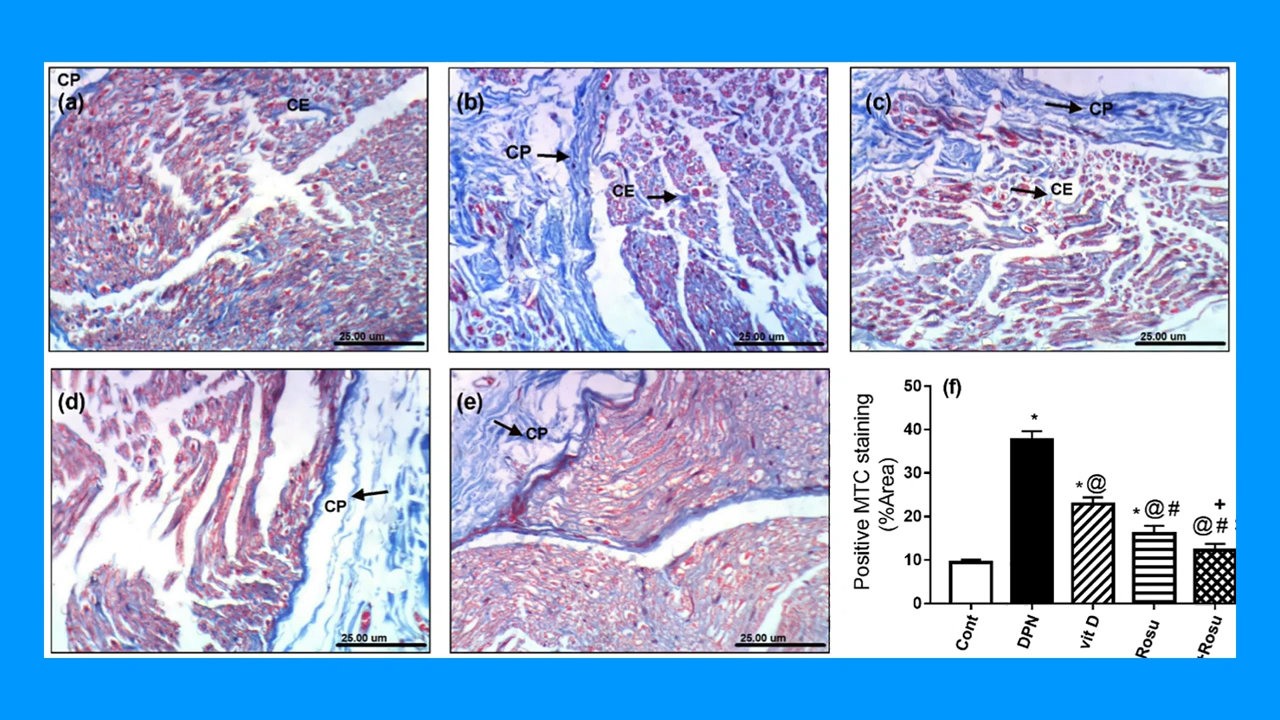 CP
(a)
CE
25.00 um
(b)
CP
CE
25.00 um
(c)
CP
CE
25.00 um
(d)
CP
25.00 um
(e)
CP
25.00 um
(f)
Positive MTC staining
(%Area)
50
40
30
20
10
0
*
* @
* @ #
+
@ #
Cont
DPN
vit D
Rosu
+Rosu